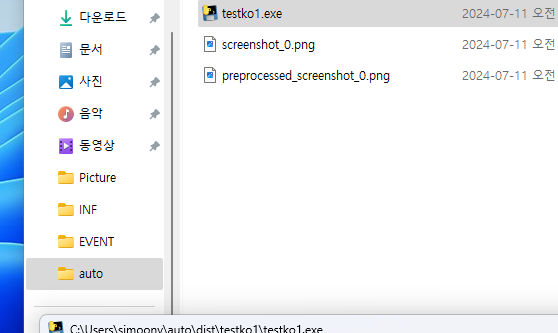 다운로드
문서
사진
음악
동영상
Picture
INF
EVENT
auto
testko1.exe 2024-07-11 오전
screenshot_0.png 2024-07-11 오전
preprocessed_screenshot_0.png 2024-07-11 오전
C:\Users\simoony\auto\dist\testko1\testko1.exe